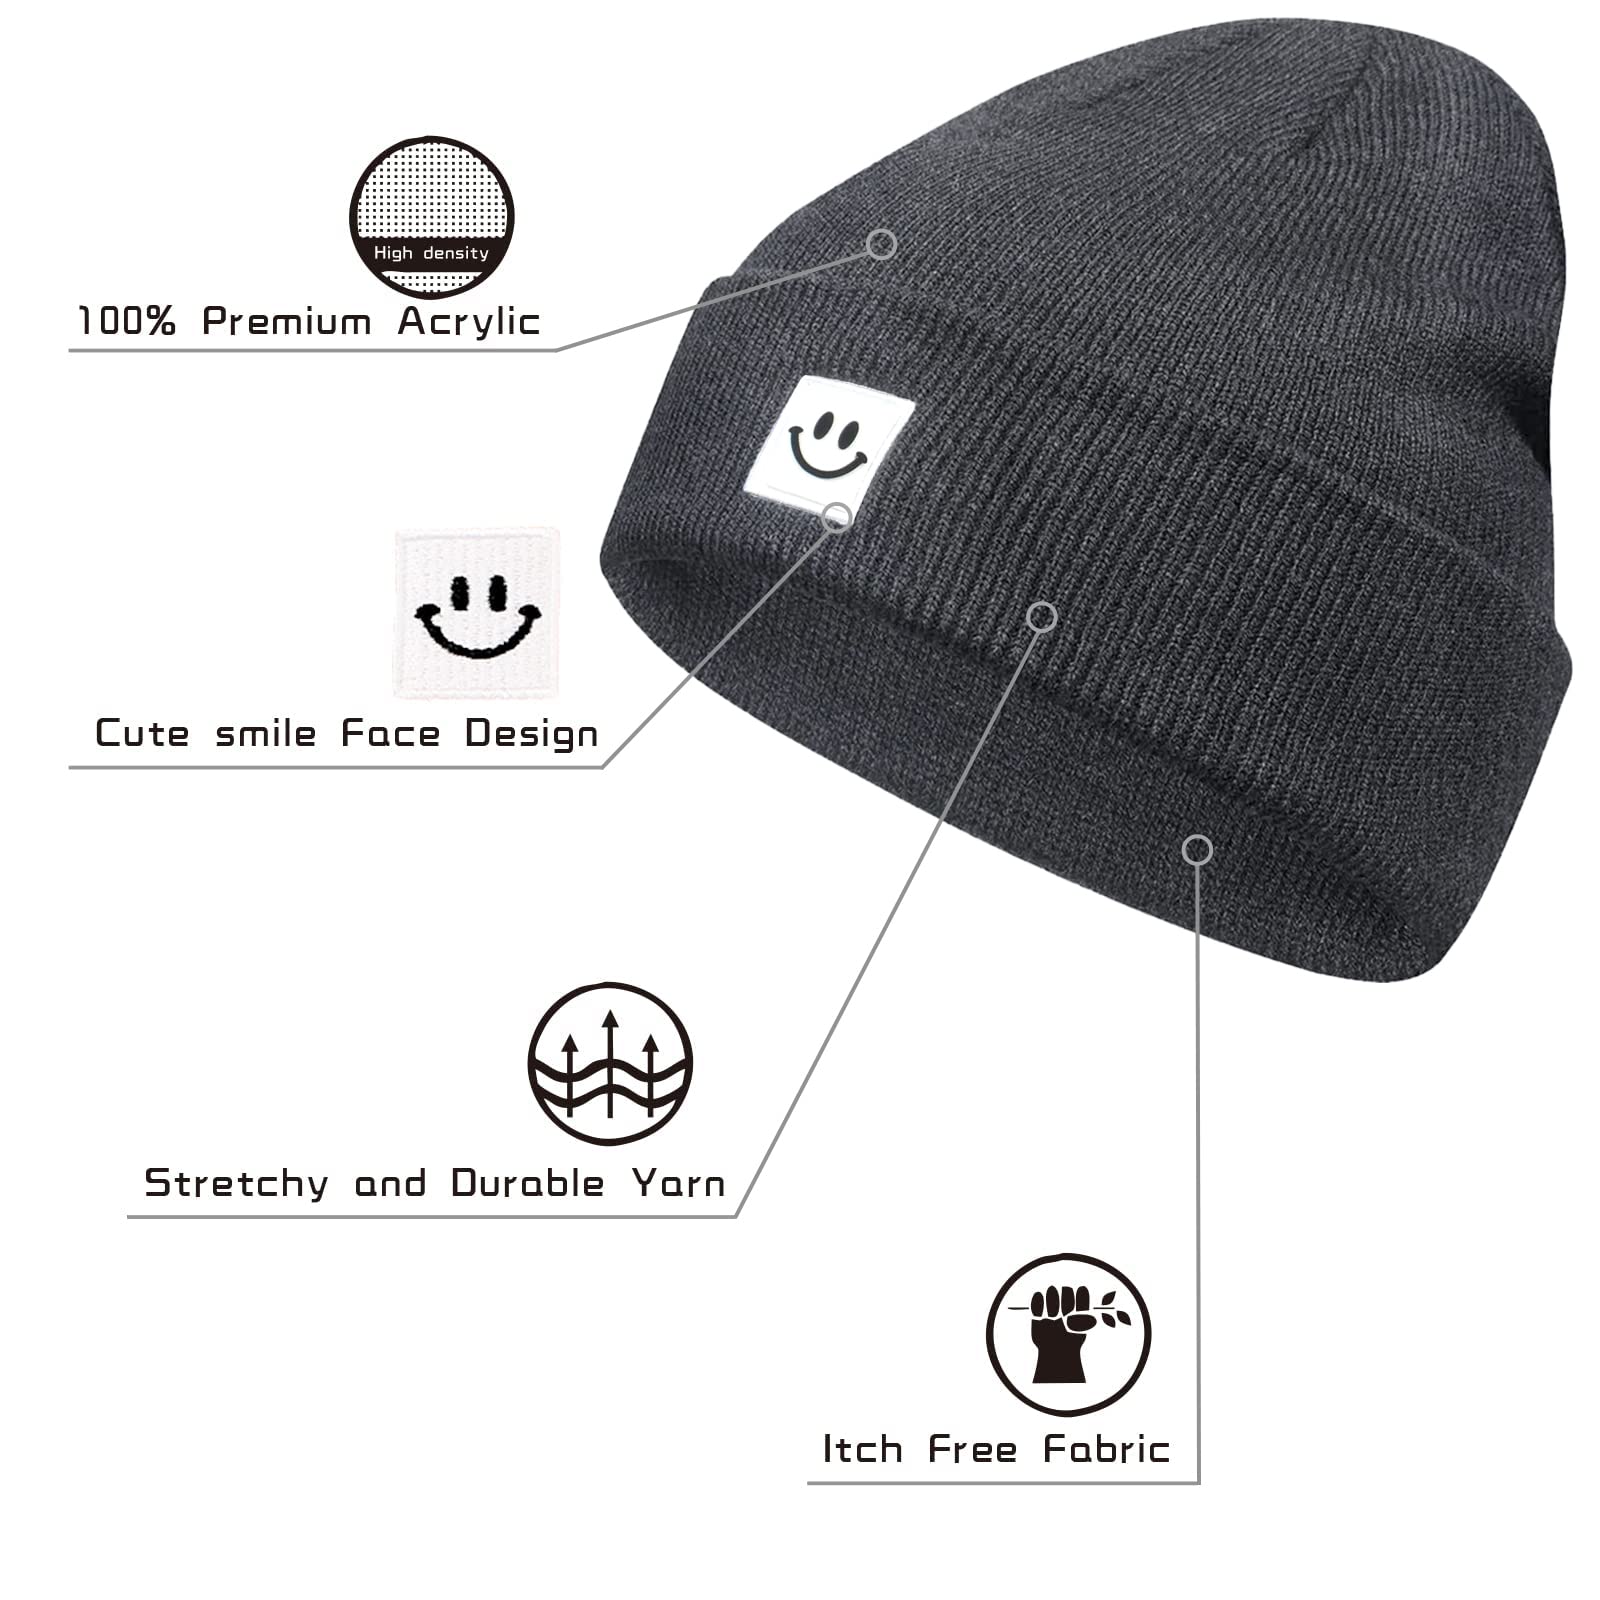 High density
100% Premium Acrylic
Cute smile Face Design
Stretchy and Durable Yarn
Itch Free Fabric